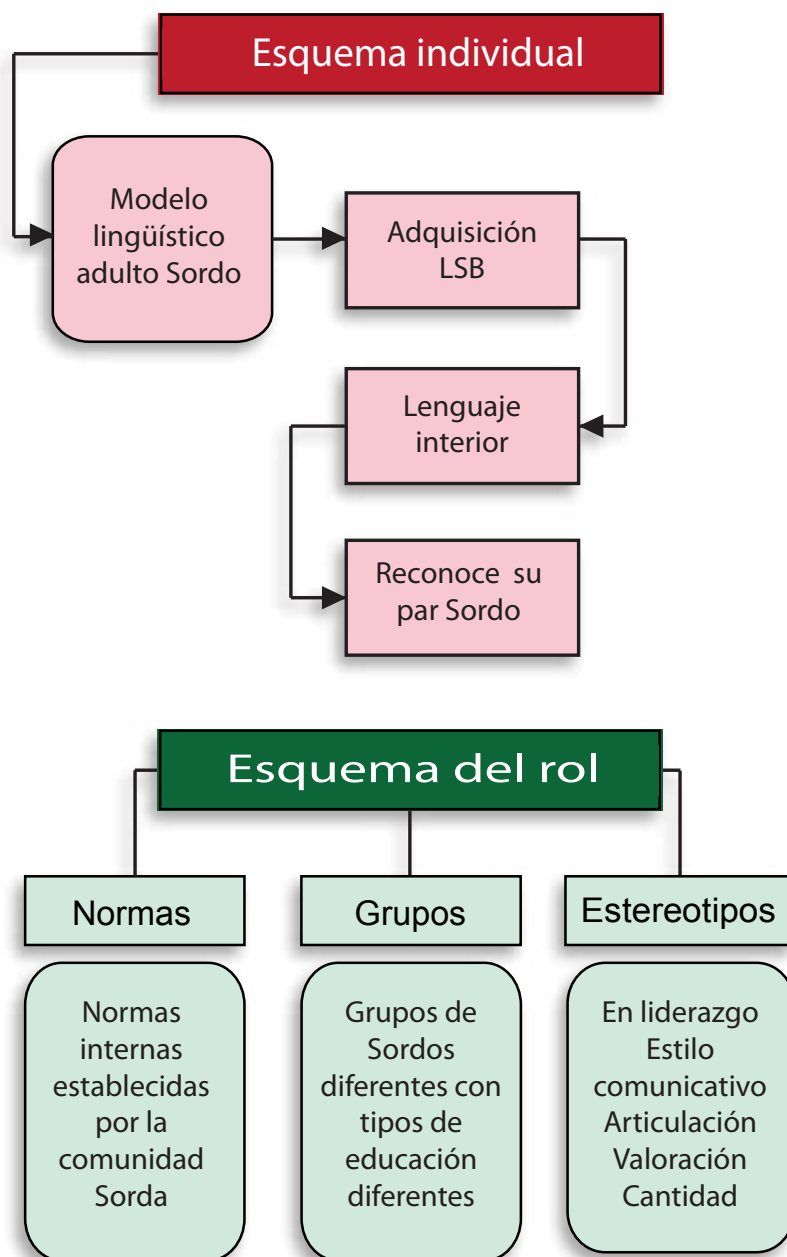 Esquema individual
Modelo
lingüístico
adulto Sordo
Adquisición
LSB
Lenguaje
interior
Reconoce su
par Sordo
Esquema del rol
Normas
Grupos
Estereotipos
Normas
internas
establecidas
por la
comunidad
Sorda
Grupos de
Sordos
diferentes con
tipos de
educación
diferentes
En liderazgo
Estilo
comunicativo
Articulación
Valoración
Cantidad